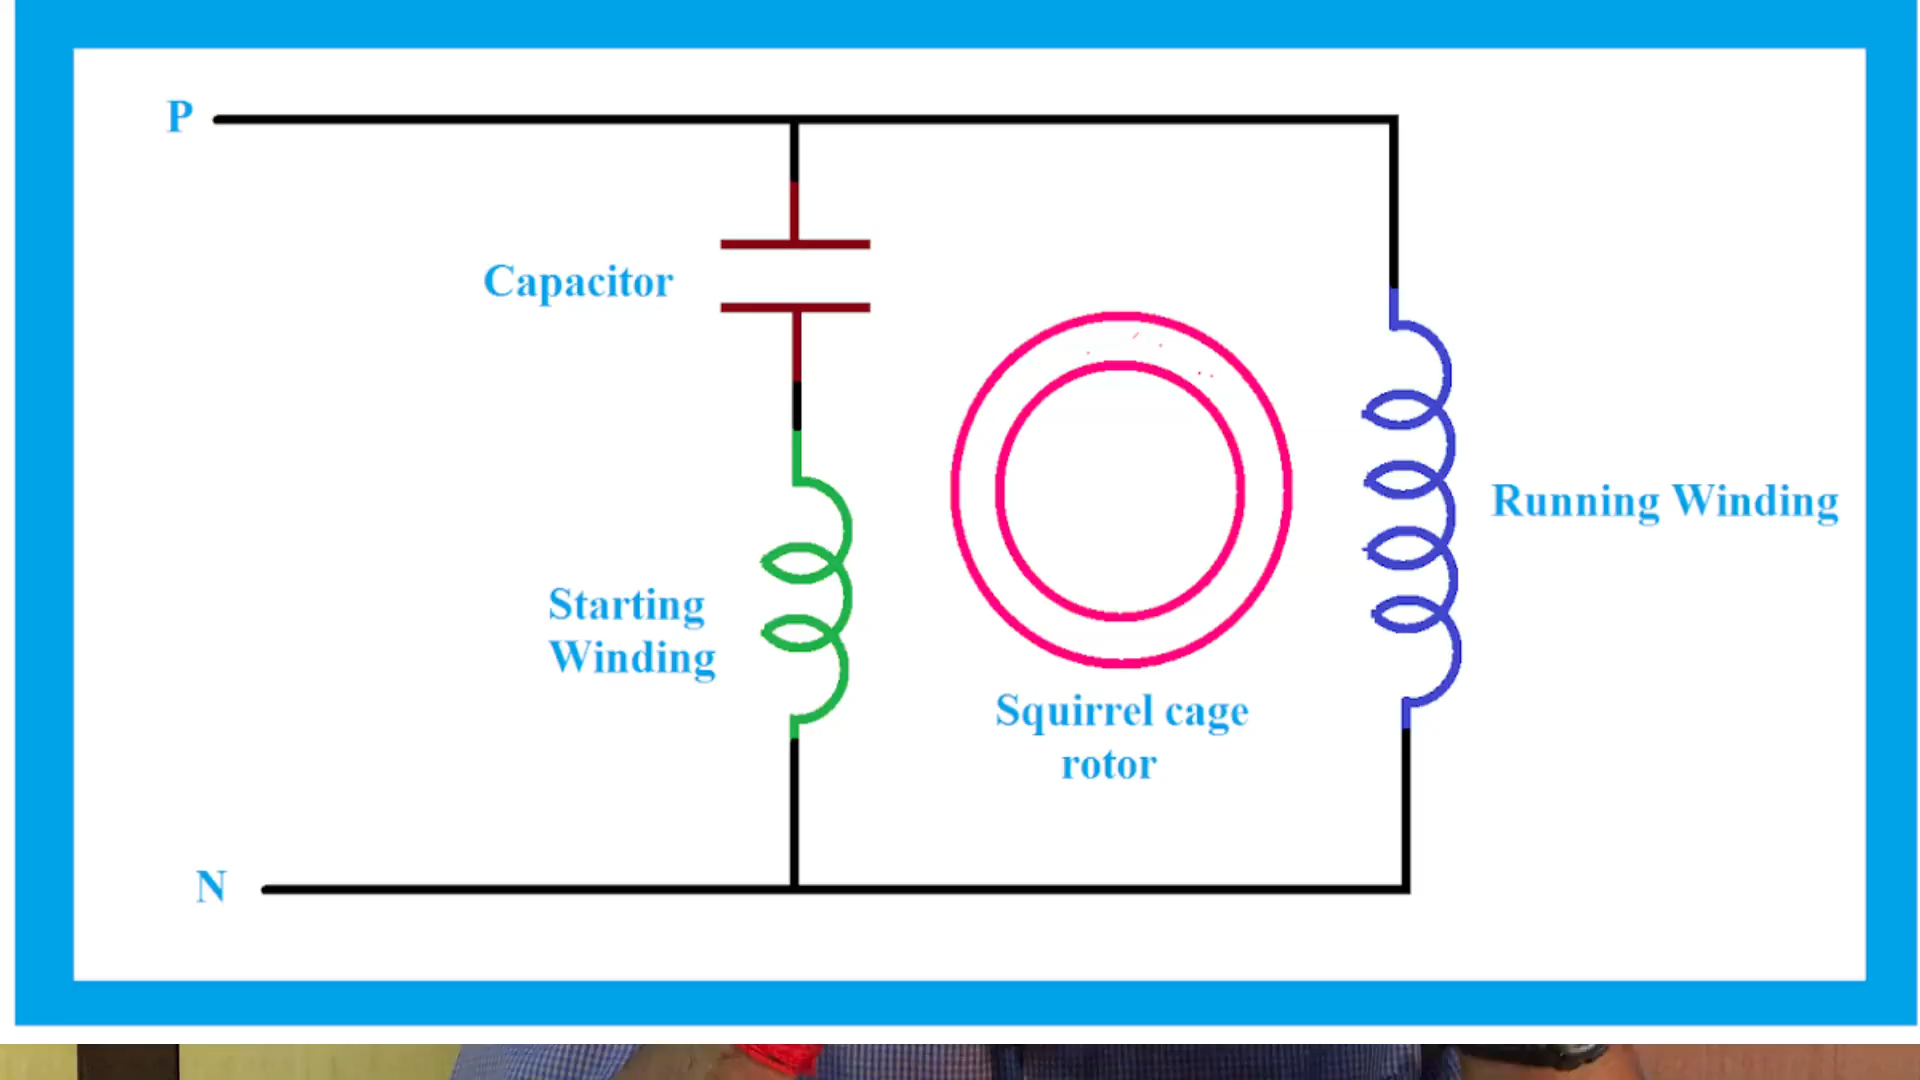 P
Capacitor
Running Winding
Starting
Winding
Squirrel cage
rotor
N